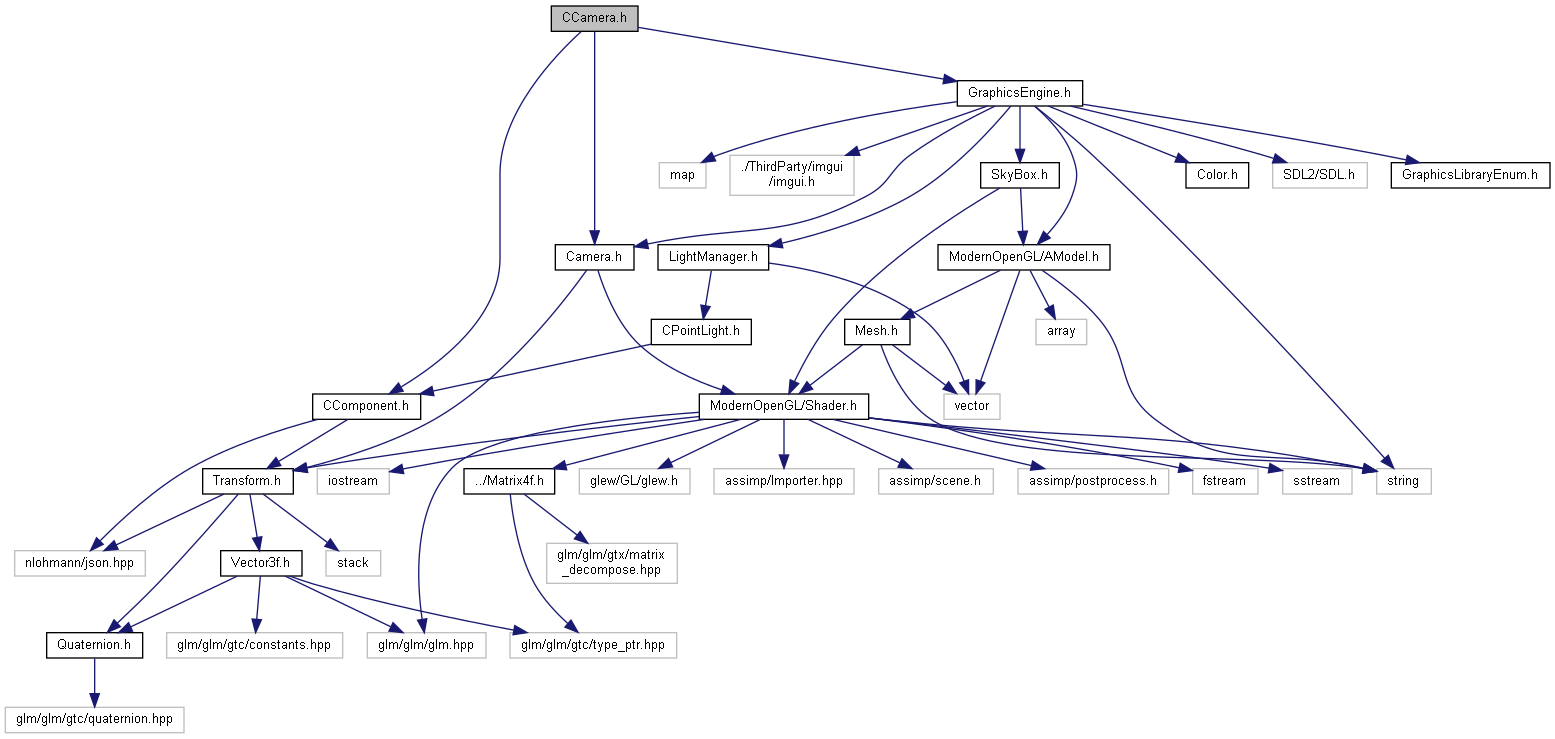 CCamera.h
GraphicsEngine.h
map
./ThirdParty/imgui
/imgui.h
SkyBox.h
Color.h
SDL2/SDL.h
GraphicsLibraryEnum.h
Camera.h
LightManager.h
ModernOpenGL/AModel.h
CPointLight.h
Mesh.h
array
CComponent.h
ModernOpenGL/Shader.h
vector
Transform.h
iostream
../Matrix4f.h
glew/GL/glew.h
assimp/Importer.hpp
assimp/scene.h
assimp/postprocess.h
fstream
sstream
string
nlohmann/json.hpp
Vector3f.h
stack
glm/glm/gtx/matrix
_decompose.hpp
Quaternion.h
glm/glm/gtc/constants.hpp
glm/glm/glm.hpp
glm/glm/gtc/type_ptr.hpp
glm/glm/gtc/quaternion.hpp